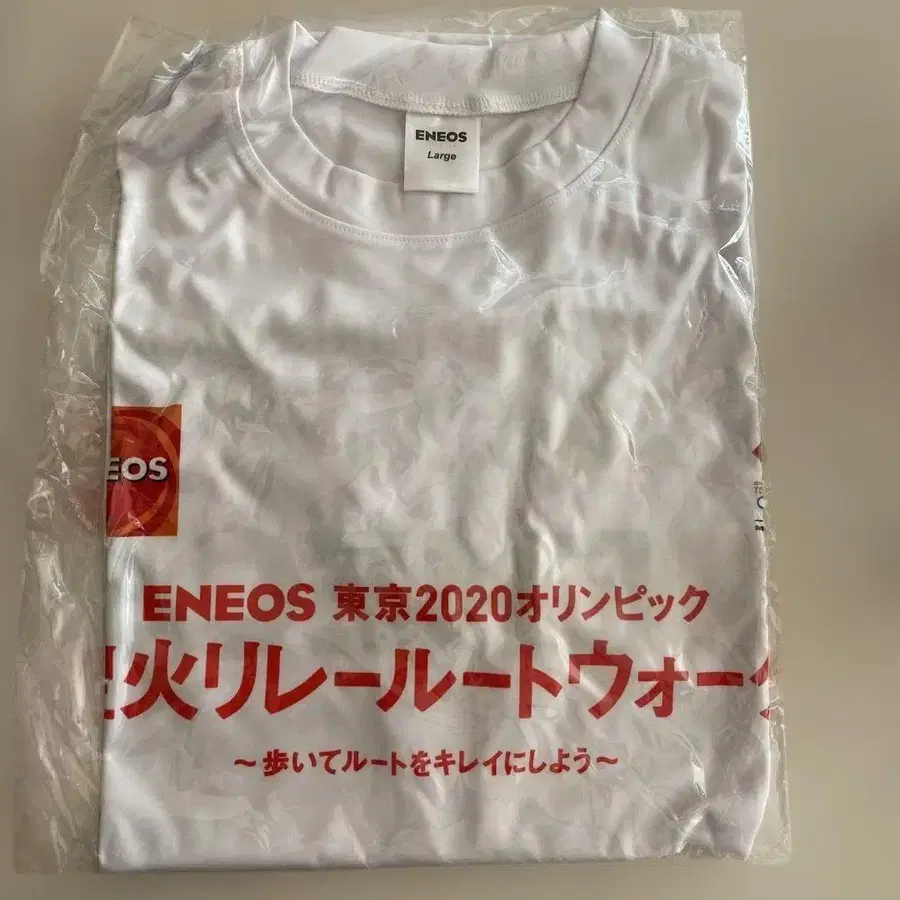 ENEOS
Large
EOS
ENEOS 東京2020オリンピック
火リレールートウォー
～歩いてルートをキレイにしよう～